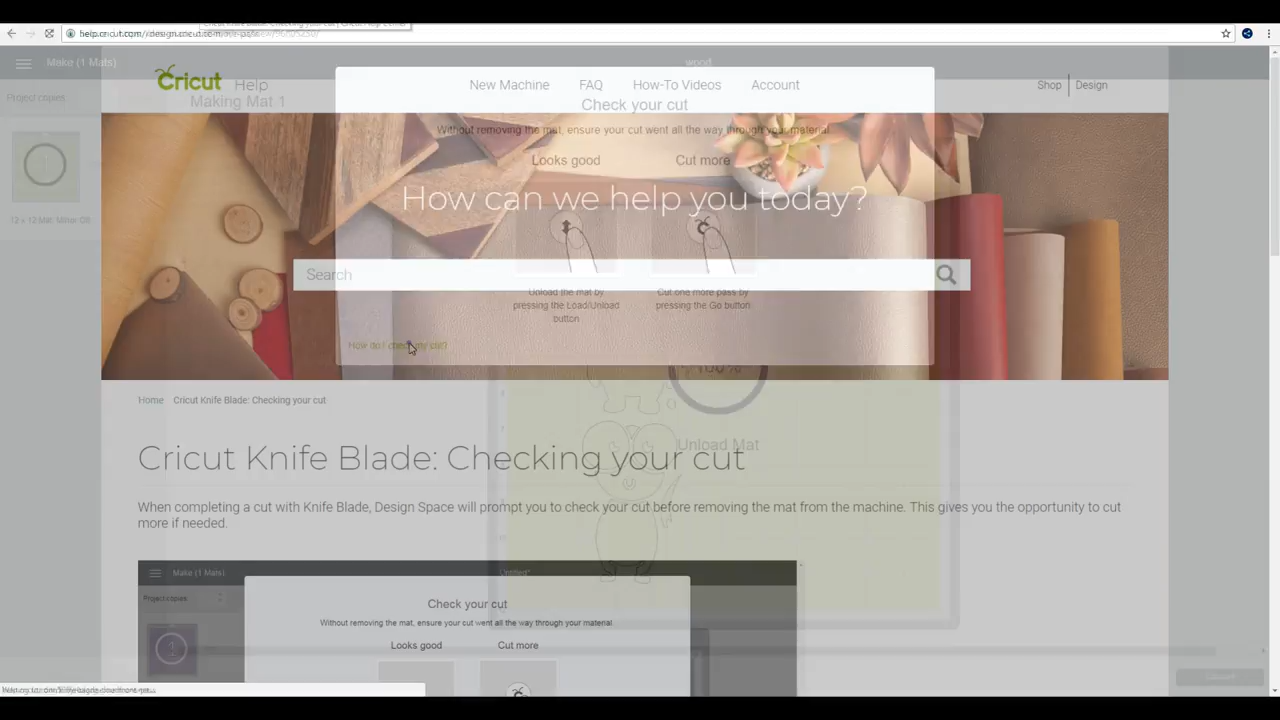 Make (1 Mats)
wood
Project copies
Cricut Help
New Machine FAQ How-To Videos Account
Shop Design
Making Mat 1
Check your cut
Without removing the mat, ensure your cut went all the way through your material.
Looks good Cut more
How can we help you today?
Search
Unload the mat by pressing the Load/Unload button
Cut one more pass by pressing the Go button
How do I check my cut?
100%
Unload Mat
Home Cricut Knife Blade: Checking your cut
Cricut Knife Blade: Checking your cut
When completing a cut with Knife Blade, Design Space will prompt you to check your cut before removing the mat from the machine. This gives you the opportunity to cut
more if needed.
Make (1 Mats)
Untitled*
Project copies
1
Check your cut
Without removing the mat, ensure your cut went all the way through your material.
Looks good Cut more